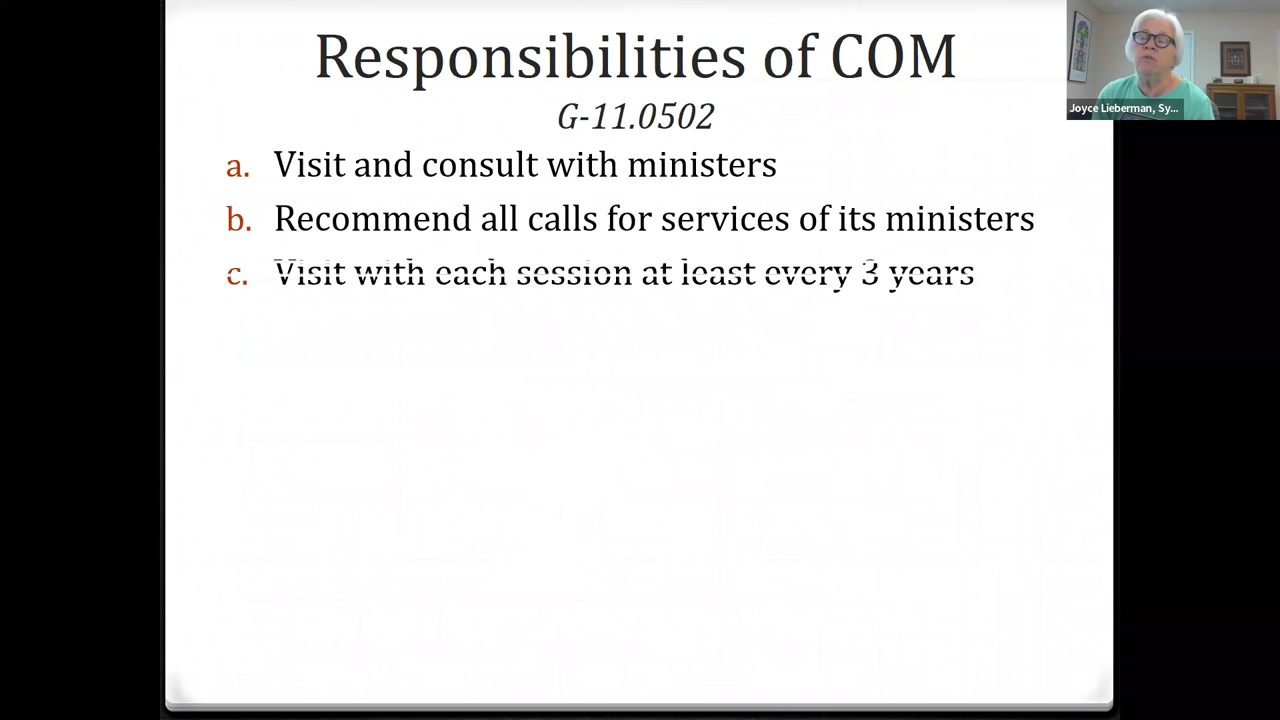 Responsibilities of COM
G-11.0502
a. Visit and consult with ministers
b. Recommend all calls for services of its ministers
c. Visit with each session at least every 3 years
Joyce Lieberman, Sy...